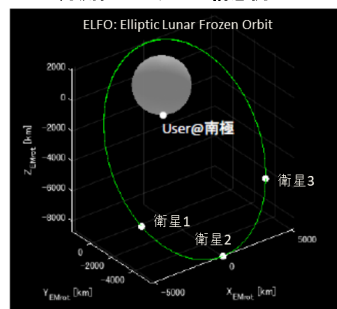 ELFO: Elliptic Lunar Frozen Orbit
2000
0
-2000
-4000
-6000
-8000
Z_EMrot [km]
User@南極
衛星3
衛星1
衛星2
0
-2000
-4000
Y_EMrot [km]
-5000
0
5000
X_EMrot [km]